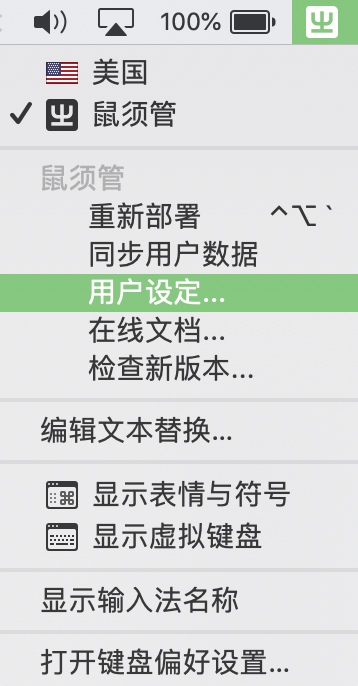 100%
美国
鼠须管
鼠须管
重新部署 ^⌥`
同步用户数据
用户设定...
在线文档...
检查新版本...
编辑文本替换...
显示表情与符号
显示虚拟键盘
显示输入法名称
打开键盘偏好设置...